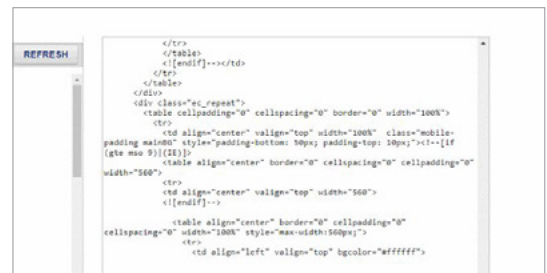 REFRESH
</tr>
</table>
<![endif]--></td>
</tr>
</table>
</div>
<div class="ec_repeat">
<table cellpadding="0" cellspacing="0" border="0" width="100%">
<tr>
<td align="center" valign="top" width="100%" class="mobile-
padding mainBG" style="padding-bottom: 50px; padding-top: 10px;"><!--[if
(gte mso 9)|(IE)]>
<table align="center" border="0" cellspacing="0" cellpadding="0"
width="560">
<tr>
<td align="center" valign="top" width="560">
<![endif]-->
<table align="center" border="0" cellpadding="0"
cellspacing="0" width="100%" style="max-width:560px;">
<tr>
<td align="left" valign="top" bgcolor="#ffffff">